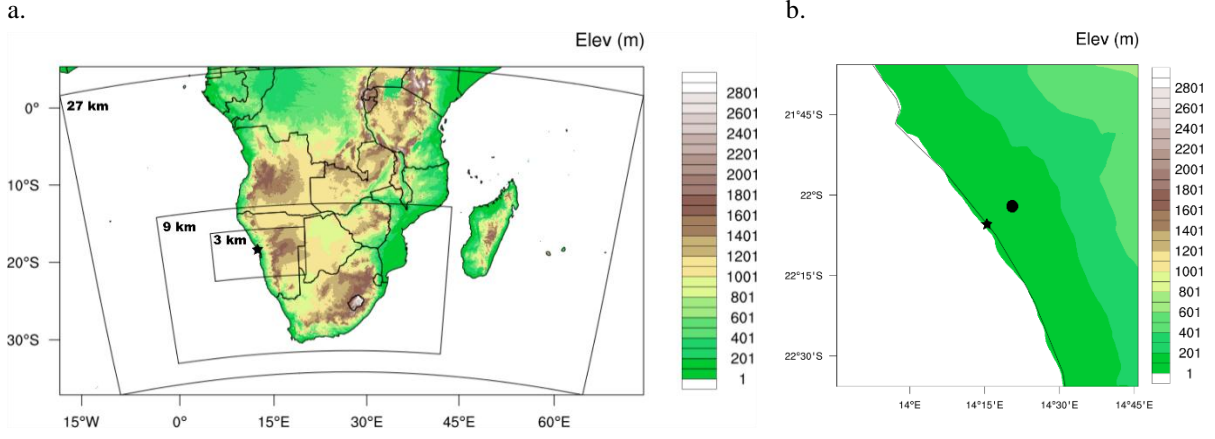 a.
Elev (m)
27 km
9 km
3 km
0°
10°S
20°S
30°S
15°W
0°
15°E
30°E
45°E
60°E
2801
2601
2401
2201
2001
1801
1601
1401
1201
1001
801
601
401
201
1
b.
Elev (m)
21°45'S
22°S
22°15'S
22°30'S
14°E
14°15'E
14°30'E
14°45'E
2801
2601
2401
2201
2001
1801
1601
1401
1201
1001
801
601
401
201
1